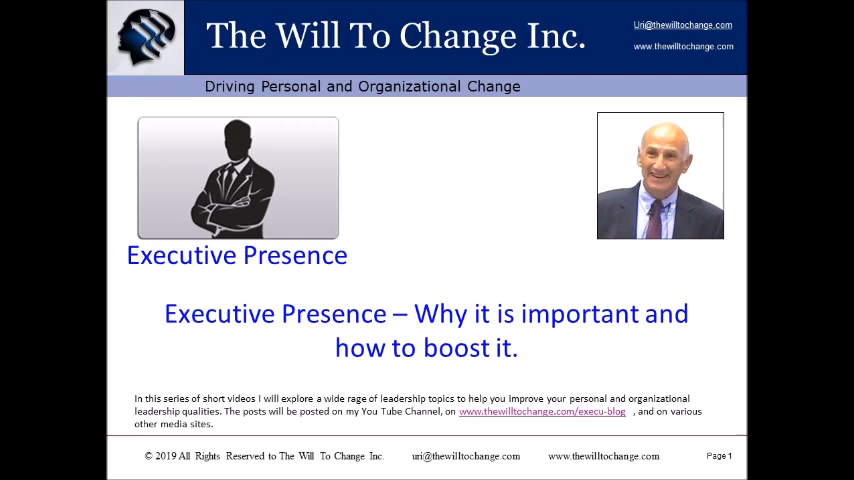 The Will To Change Inc.
Uri@thewilltochange.com
www.thewilltochange.com
Driving Personal and Organizational Change
Executive Presence
Executive Presence – Why it is important and
how to boost it.
In this series of short videos I will explore a wide rage of leadership topics to help you improve your personal and organizational
leadership qualities. The posts will be posted on my You Tube Channel, on www.thewilltochange.com/execu-blog , and on various
other media sites.
© 2019 All Rights Reserved to The Will To Change Inc. uri@thewilltochange.com www.thewilltochange.com Page 1